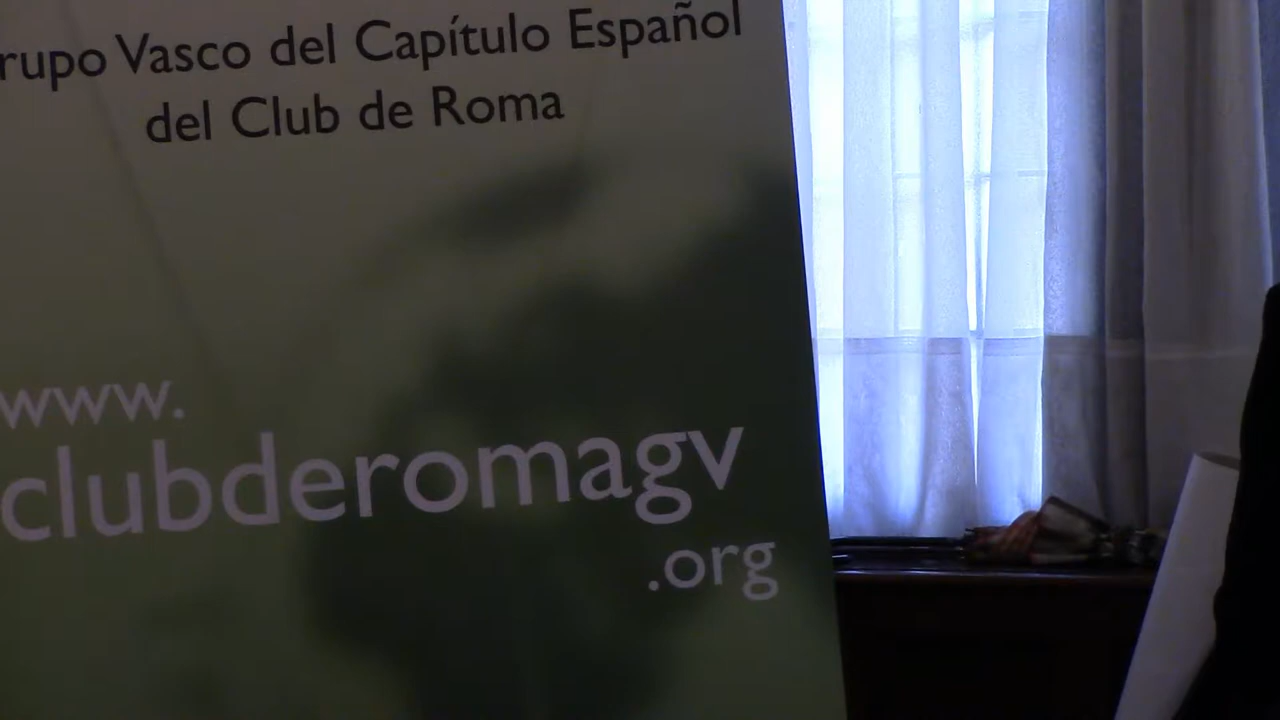 rupo Vasco del Capítulo Español
del Club de Roma
www.
clubderomagv
.org